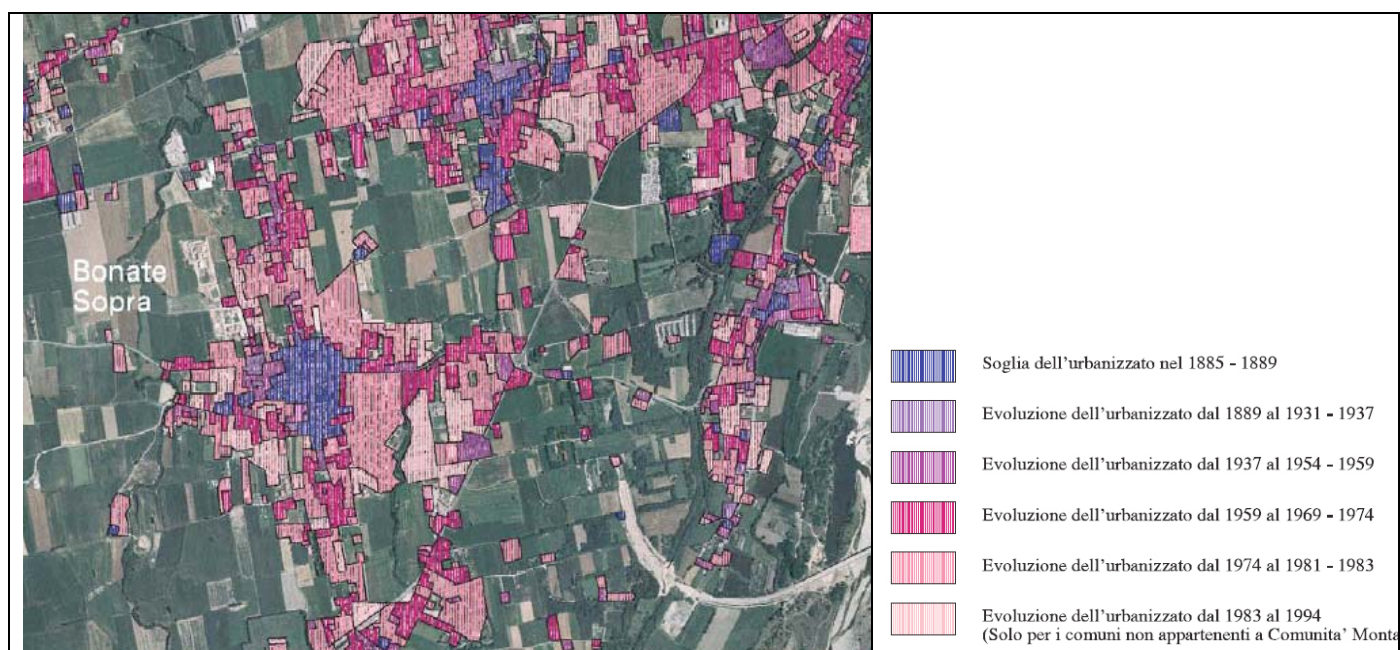 Bonate
Sopra
Soglia dell'urbanizzato nel 1885 - 1889
Evoluzione dell'urbanizzato dal 1889 al 1931 - 1937
Evoluzione dell'urbanizzato dal 1937 al 1954 - 1959
Evoluzione dell'urbanizzato dal 1959 al 1969 - 1974
Evoluzione dell'urbanizzato dal 1974 al 1981 - 1983
Evoluzione dell'urbanizzato dal 1983 al 1994
(Solo per i comuni non appartenenti a Comunita' Monta